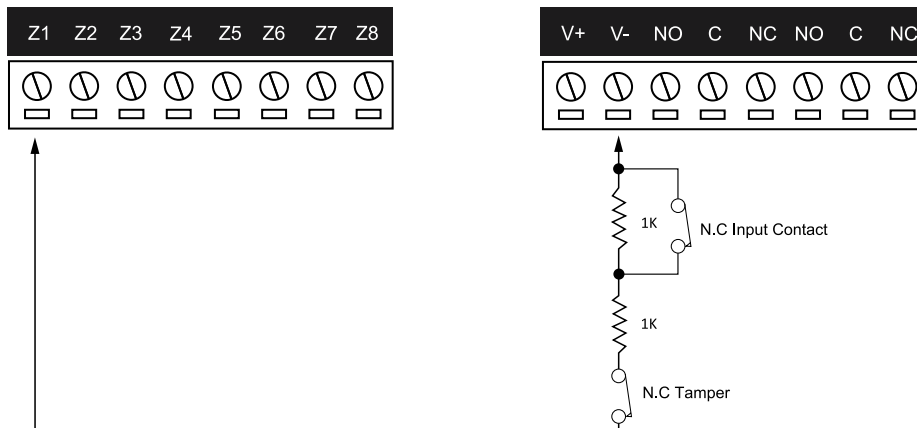 Z1 Z2 Z3 Z4 Z5 Z6 Z7 Z8
V+ V- NO C NC NO C NC
1K
N.C Input Contact
1K
N.C Tamper